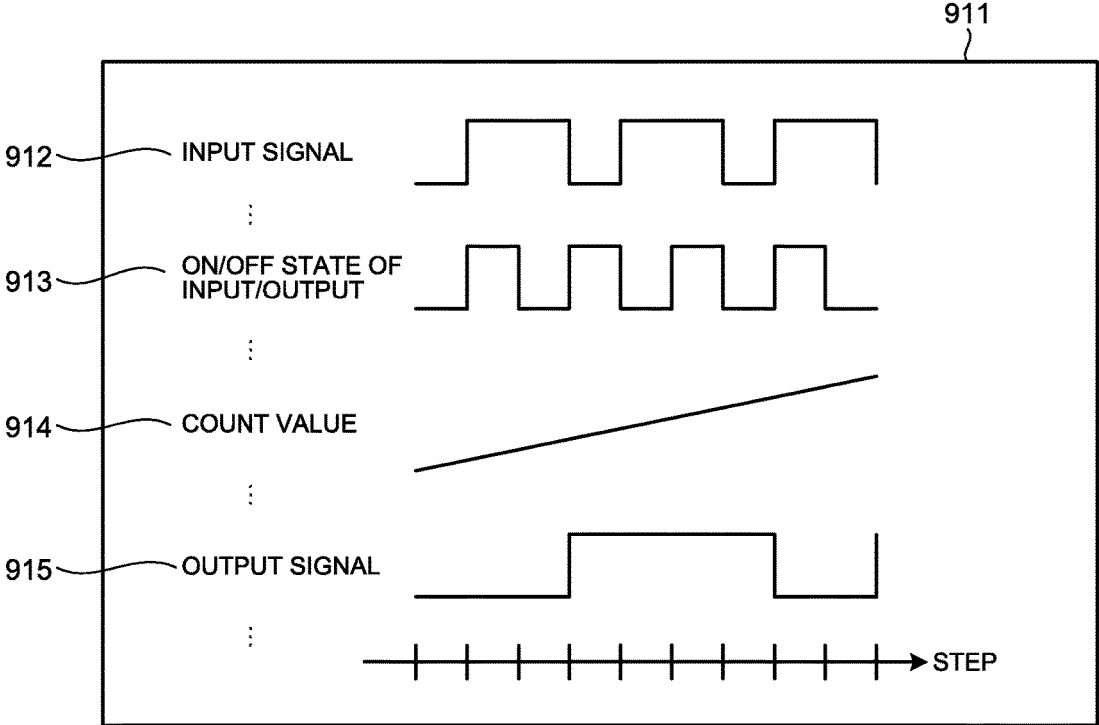 911
912
INPUT SIGNAL
913
ON/OFF STATE OF
INPUT/OUTPUT
914
COUNT VALUE
915
OUTPUT SIGNAL
STEP